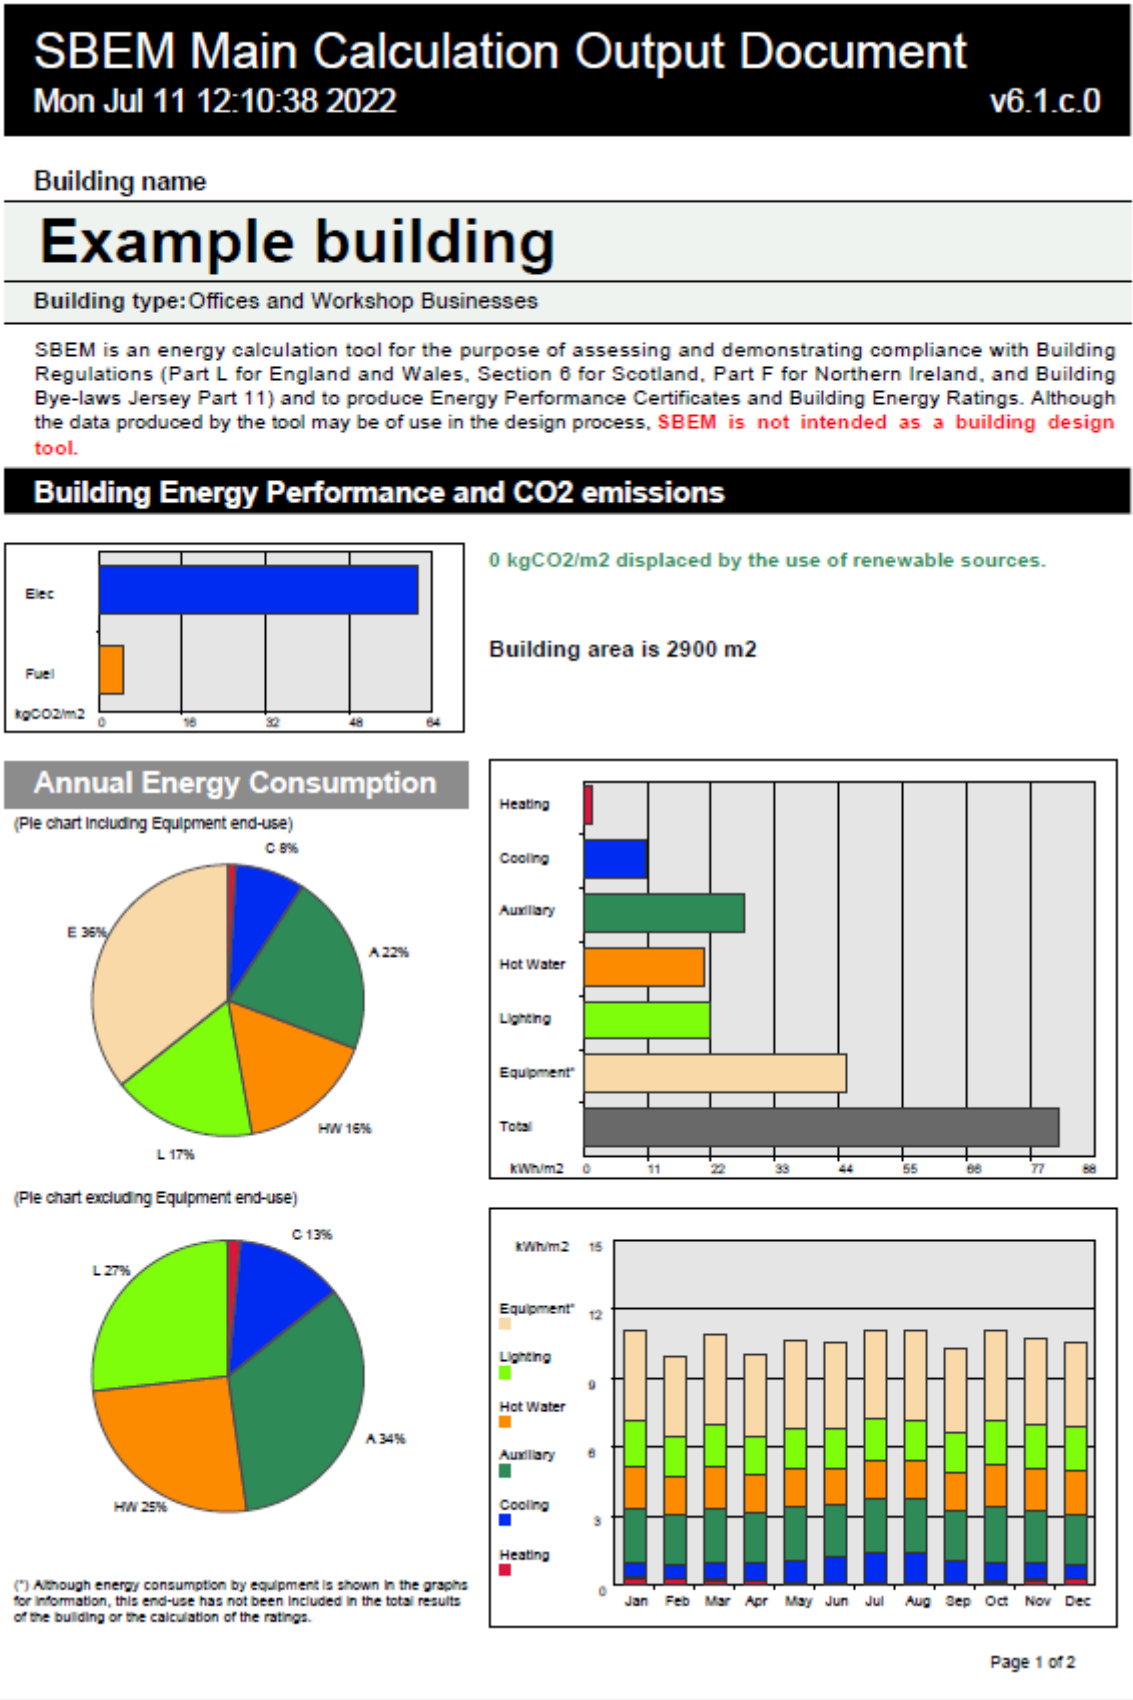 SBEM Main Calculation Output Document
Mon Jul 11 12:10:38 2022 v6.1.c.0
Building name
Example building
Building type:Offices and Workshop Businesses
SBEM is an energy calculation tool for the purpose of assessing and demonstrating compliance with Building
Regulations (Part L for England and Wales, Section 6 for Scotland, Part F for Northern Ireland, and Building
Bye-laws Jersey Part 11) and to produce Energy Performance Certificates and Building Energy Ratings. Although
the data produced by the tool may be of use in the design process, SBEM is not intended as a building design
tool.
Building Energy Performance and CO2 emissions
Elec
Fuel
kgCO2/m2 0 16 32 48 64
0 kgCO2/m2 displaced by the use of renewable sources.
Building area is 2900 m2
Annual Energy Consumption
(Pie chart including Equipment end-use)
C 8%
E 36%
A 22%
HW 16%
L 17%
(Pie chart excluding Equipment end-use)
C 13%
L 27%
A 34%
HW 25%
(*) Although energy consumption by equipment is shown in the graphs
for information, this end-use has not been included in the total results
of the building or the calculation of the ratings.
Heating
Cooling
Auxiliary
Hot Water
Lighting
Equipment*
Total
kWh/m2 0 11 22 33 44 55 66 77 88
kWh/m2 15
Equipment* 12
Lighting
9
Hot Water
Auxiliary 6
Cooling
3
Heating
0
Jan Feb Mar Apr May Jun Jul Aug Sep Oct Nov Dec
Page 1 of 2